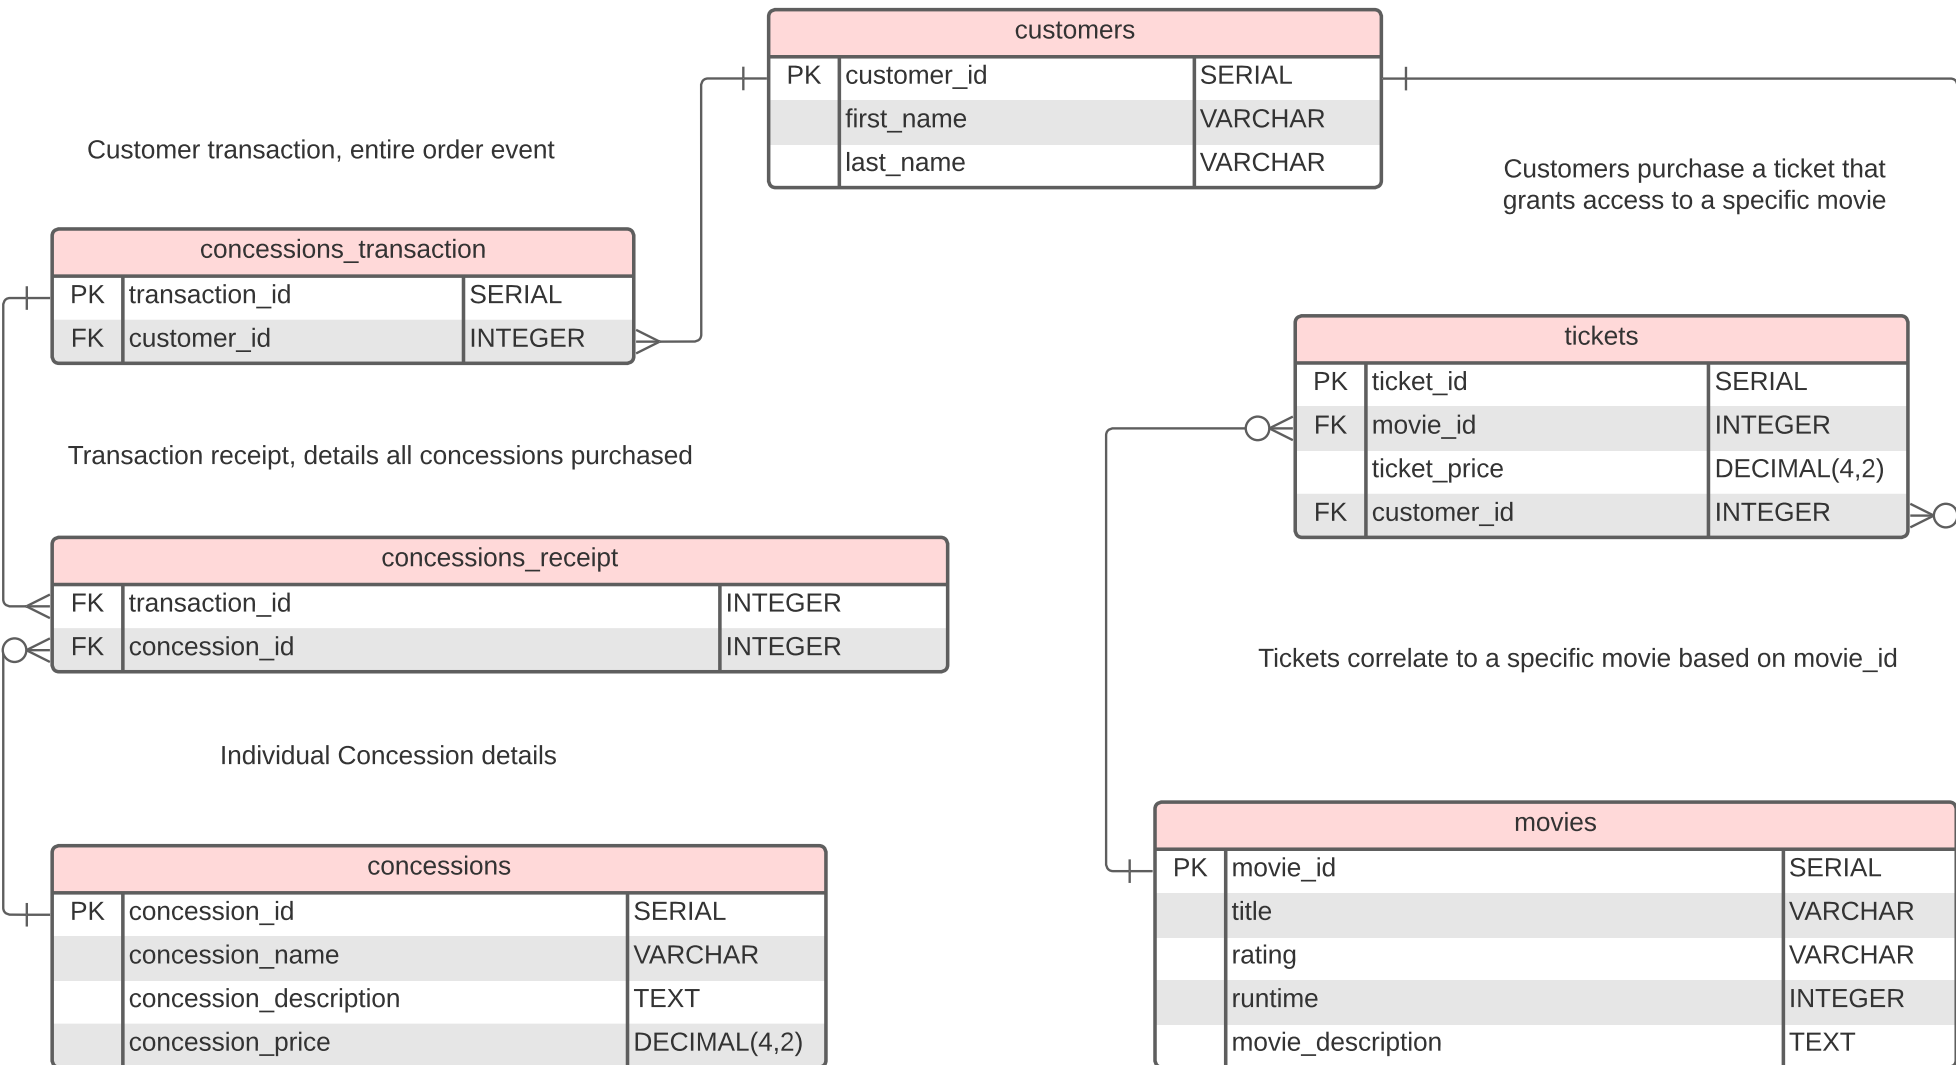 customers
PK customer_id SERIAL
first_name VARCHAR
last_name VARCHAR
Customer transaction, entire order event
Customers purchase a ticket that
grants access to a specific movie
concessions_transaction
PK transaction_id SERIAL
FK customer_id INTEGER
tickets
PK ticket_id SERIAL
FK movie_id INTEGER
ticket_price DECIMAL(4,2)
FK customer_id INTEGER
Transaction receipt, details all concessions purchased
concessions_receipt
FK transaction_id INTEGER
FK concession_id INTEGER
Tickets correlate to a specific movie based on movie_id
Individual Concession details
concessions
PK concession_id SERIAL
concession_name VARCHAR
concession_description TEXT
concession_price DECIMAL(4,2)
movies
PK movie_id SERIAL
title VARCHAR
rating VARCHAR
runtime INTEGER
movie_description TEXT